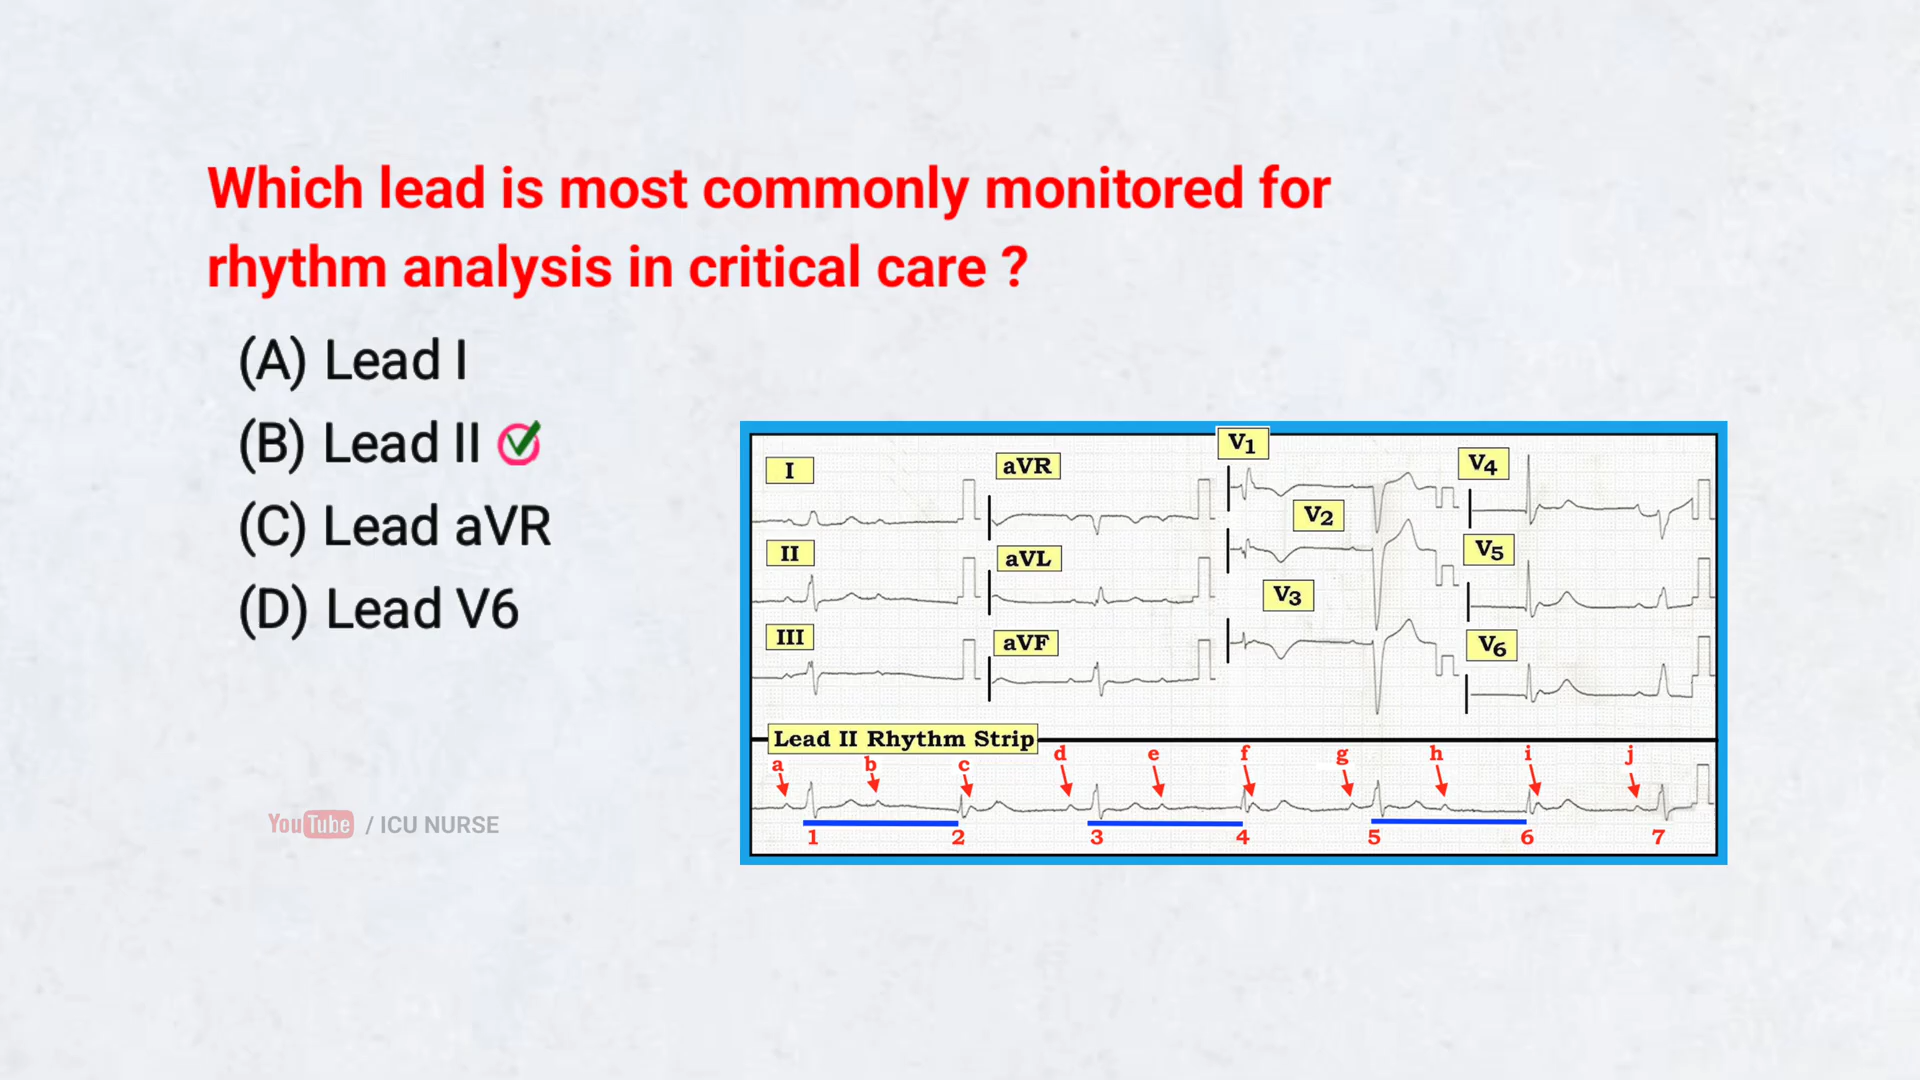 Which lead is most commonly monitored for
rhythm analysis in critical care ?
(A) Lead I
(B) Lead II
(C) Lead aVR
(D) Lead V6
I
aVR
V1
V4
II
aVL
V2
V5
III
aVF
V3
V6
Lead II Rhythm Strip
a b c d e f g h i j
1 2 3 4 5 6 7
YouTube / ICU NURSE